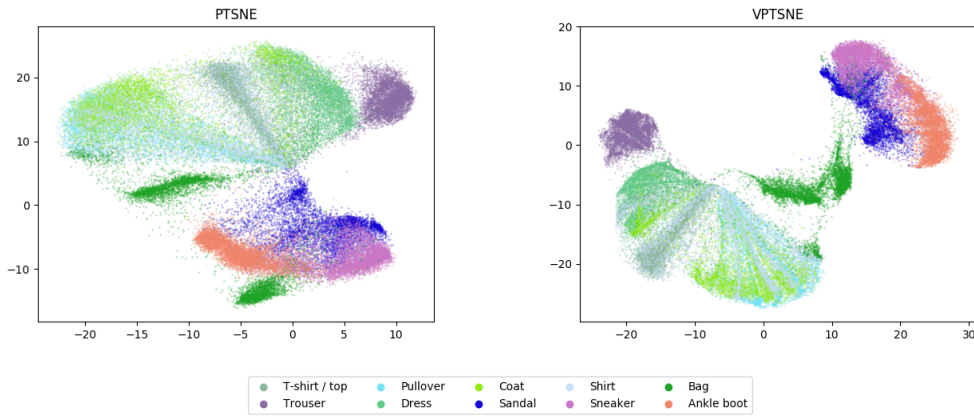 PTSNE
VPTSNE
20
10
0
−10
−20
−15
−10
−5
0
5
10
20
10
0
−10
−20
−20
−10
0
10
20
30
T-shirt / top
Pullover
Coat
Shirt
Bag
Trouser
Dress
Sandal
Sneaker
Ankle boot